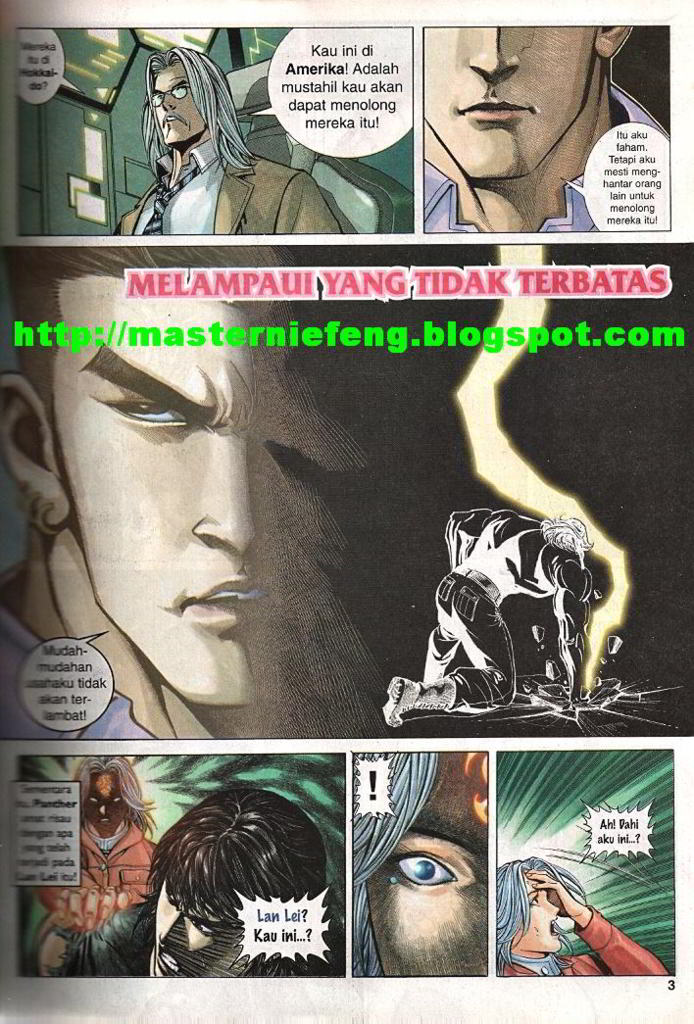 Mereka
itu di
Hokkai-
do?
Kau ini di
Amerika! Adalah
mustahil kau akan
dapat menolong
mereka itu!
Itu aku
faham.
Tetapi aku
mesti meng-
hantar orang
lain untuk
menolong
mereka itu!
MELAMPAUI YANG TIDAK TERBATAS
http://masterniefeng.blogspot.com
Mudah-
mudahan
usahaku tidak
akan ter-
lambat!
Sementara
itu, Panther
amat risau
dengan apa
yang telah
terjadi pada
Lan Lei itu!
Lan Lei?
Kau ini...?
!
Ah! Dahi
aku ini...?
3